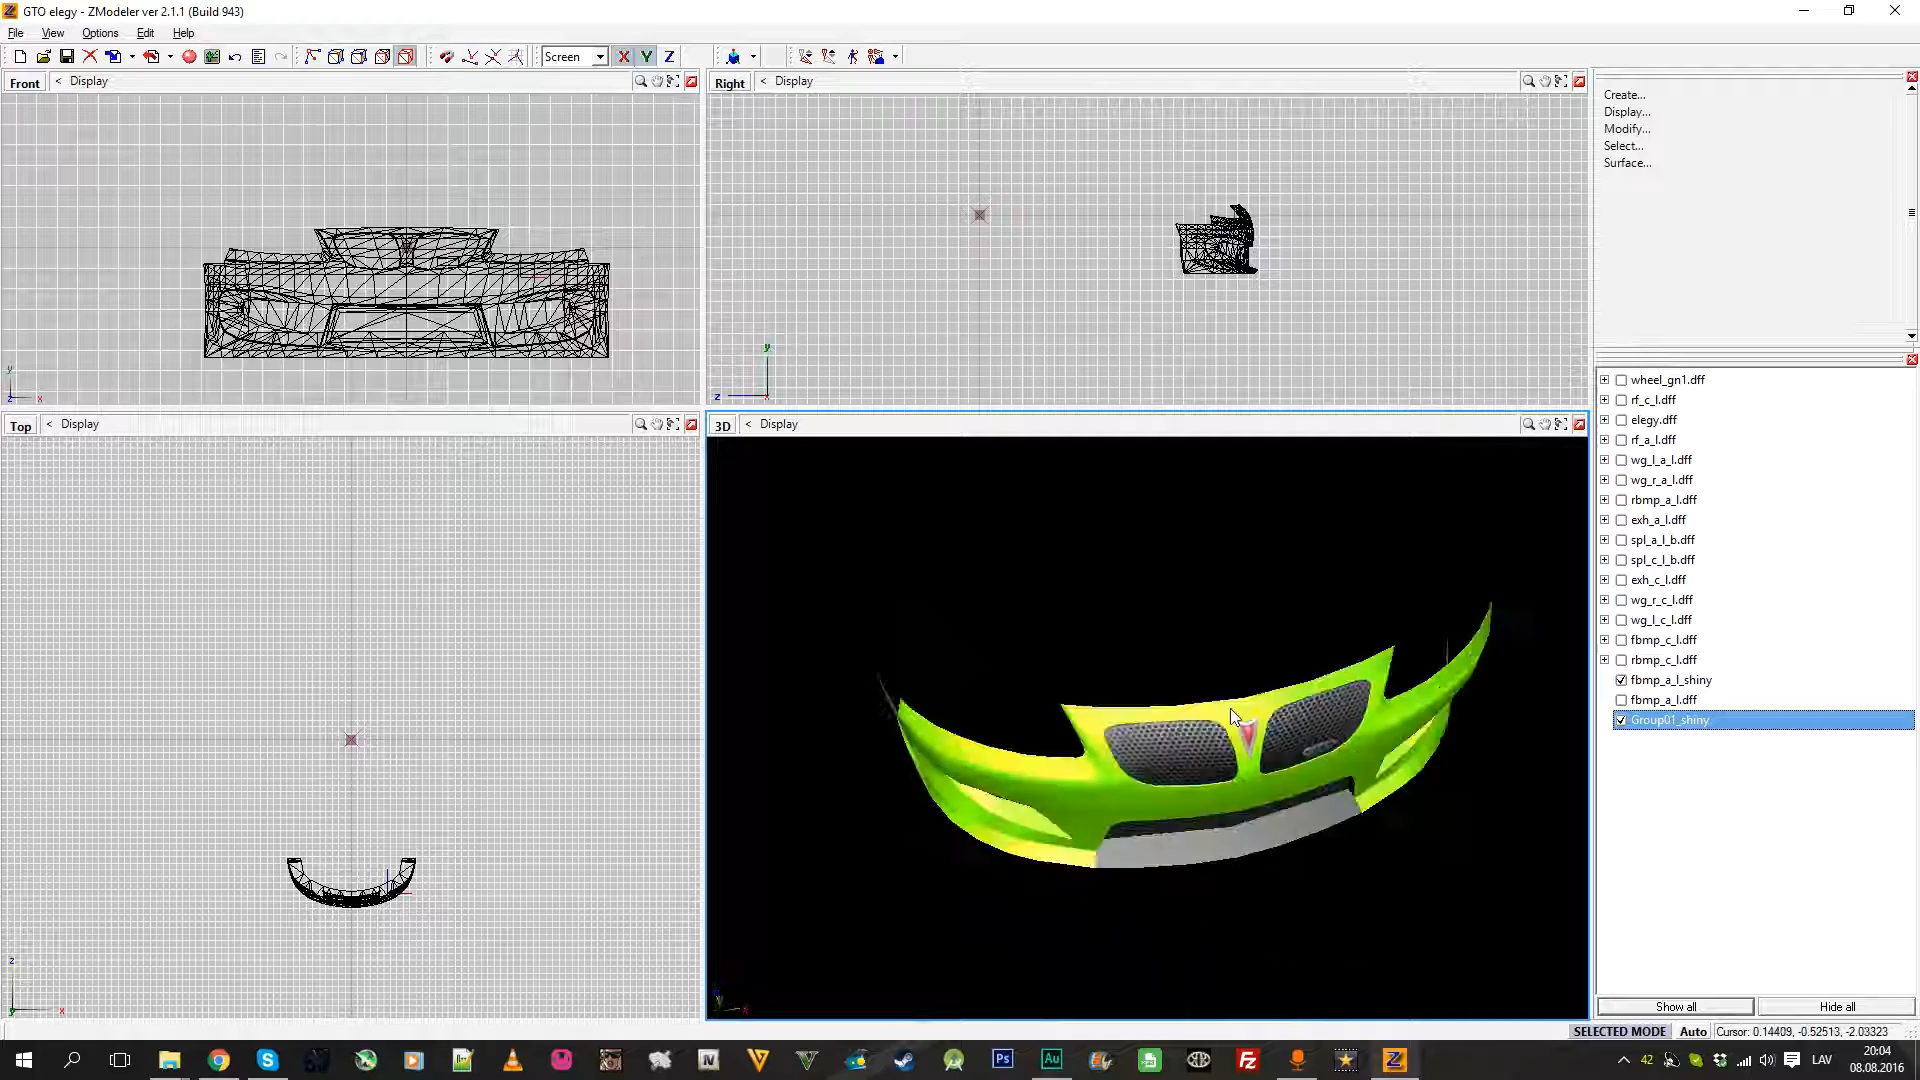 GTO elegy - ZModeler ver 2.1.1 (Build 943)
File View Options Edit Help
Screen X Y Z
Front < Display
Right < Display
Create...
Display...
Modify...
Select...
Surface...
y
z x
y
z x
Top < Display
3D < Display
wheel_gn1.dff
rf_c_l.dff
elegy.dff
rf_a_l.dff
wg_l_a_l.dff
wg_r_a_l.dff
rbmp_a_l.dff
exh_a_l.dff
spl_a_l_b.dff
spl_c_l_b.dff
exh_c_l.dff
wg_r_c_l.dff
wg_l_c_l.dff
fbmp_c_l.dff
rbmp_c_l.dff
fbmp_a_l_shiny
fbmp_a_l.dff
Group01_shiny
z
y x
y x
Show all Hide all
SELECTED MODE Auto Cursor: 0.14409, -0.52513, -2.03323
42 LAV 20:04
08.08.2016